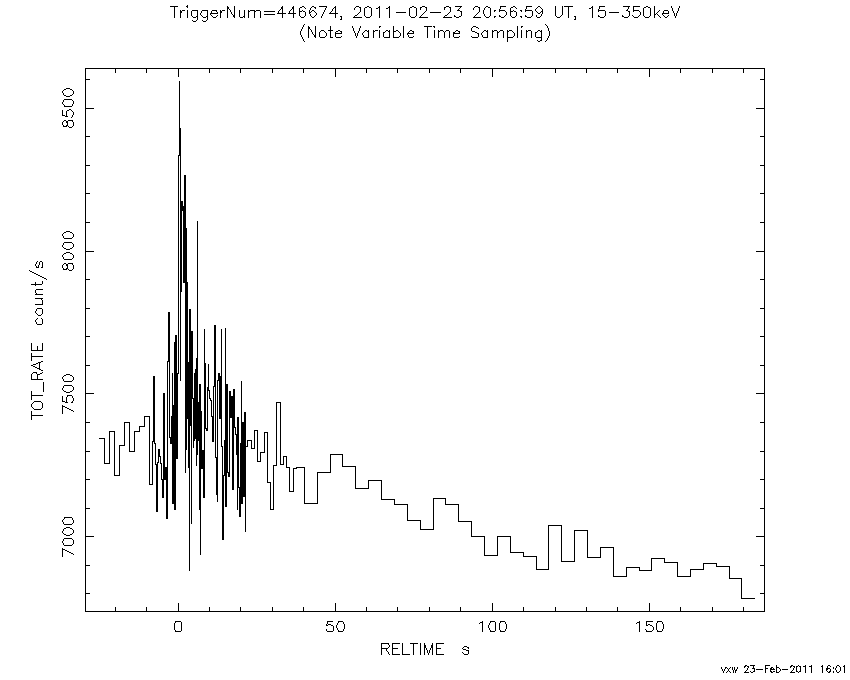 TriggerNum=446674, 2011-02-23 20:56:59 UT, 15-350keV
(Note Variable Time Sampling)
TOT_RATE count/s
8500
8000
7500
7000
0 50 100 150
RELTIME s
vxw 23-Feb-2011 16:01